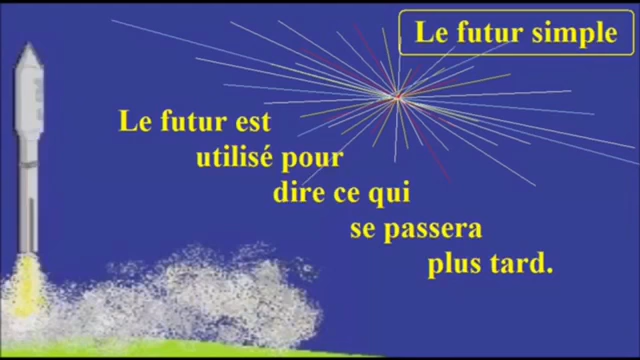 Le futur simple
Le futur est
utilisé pour
dire ce qui
se passera
plus tard.